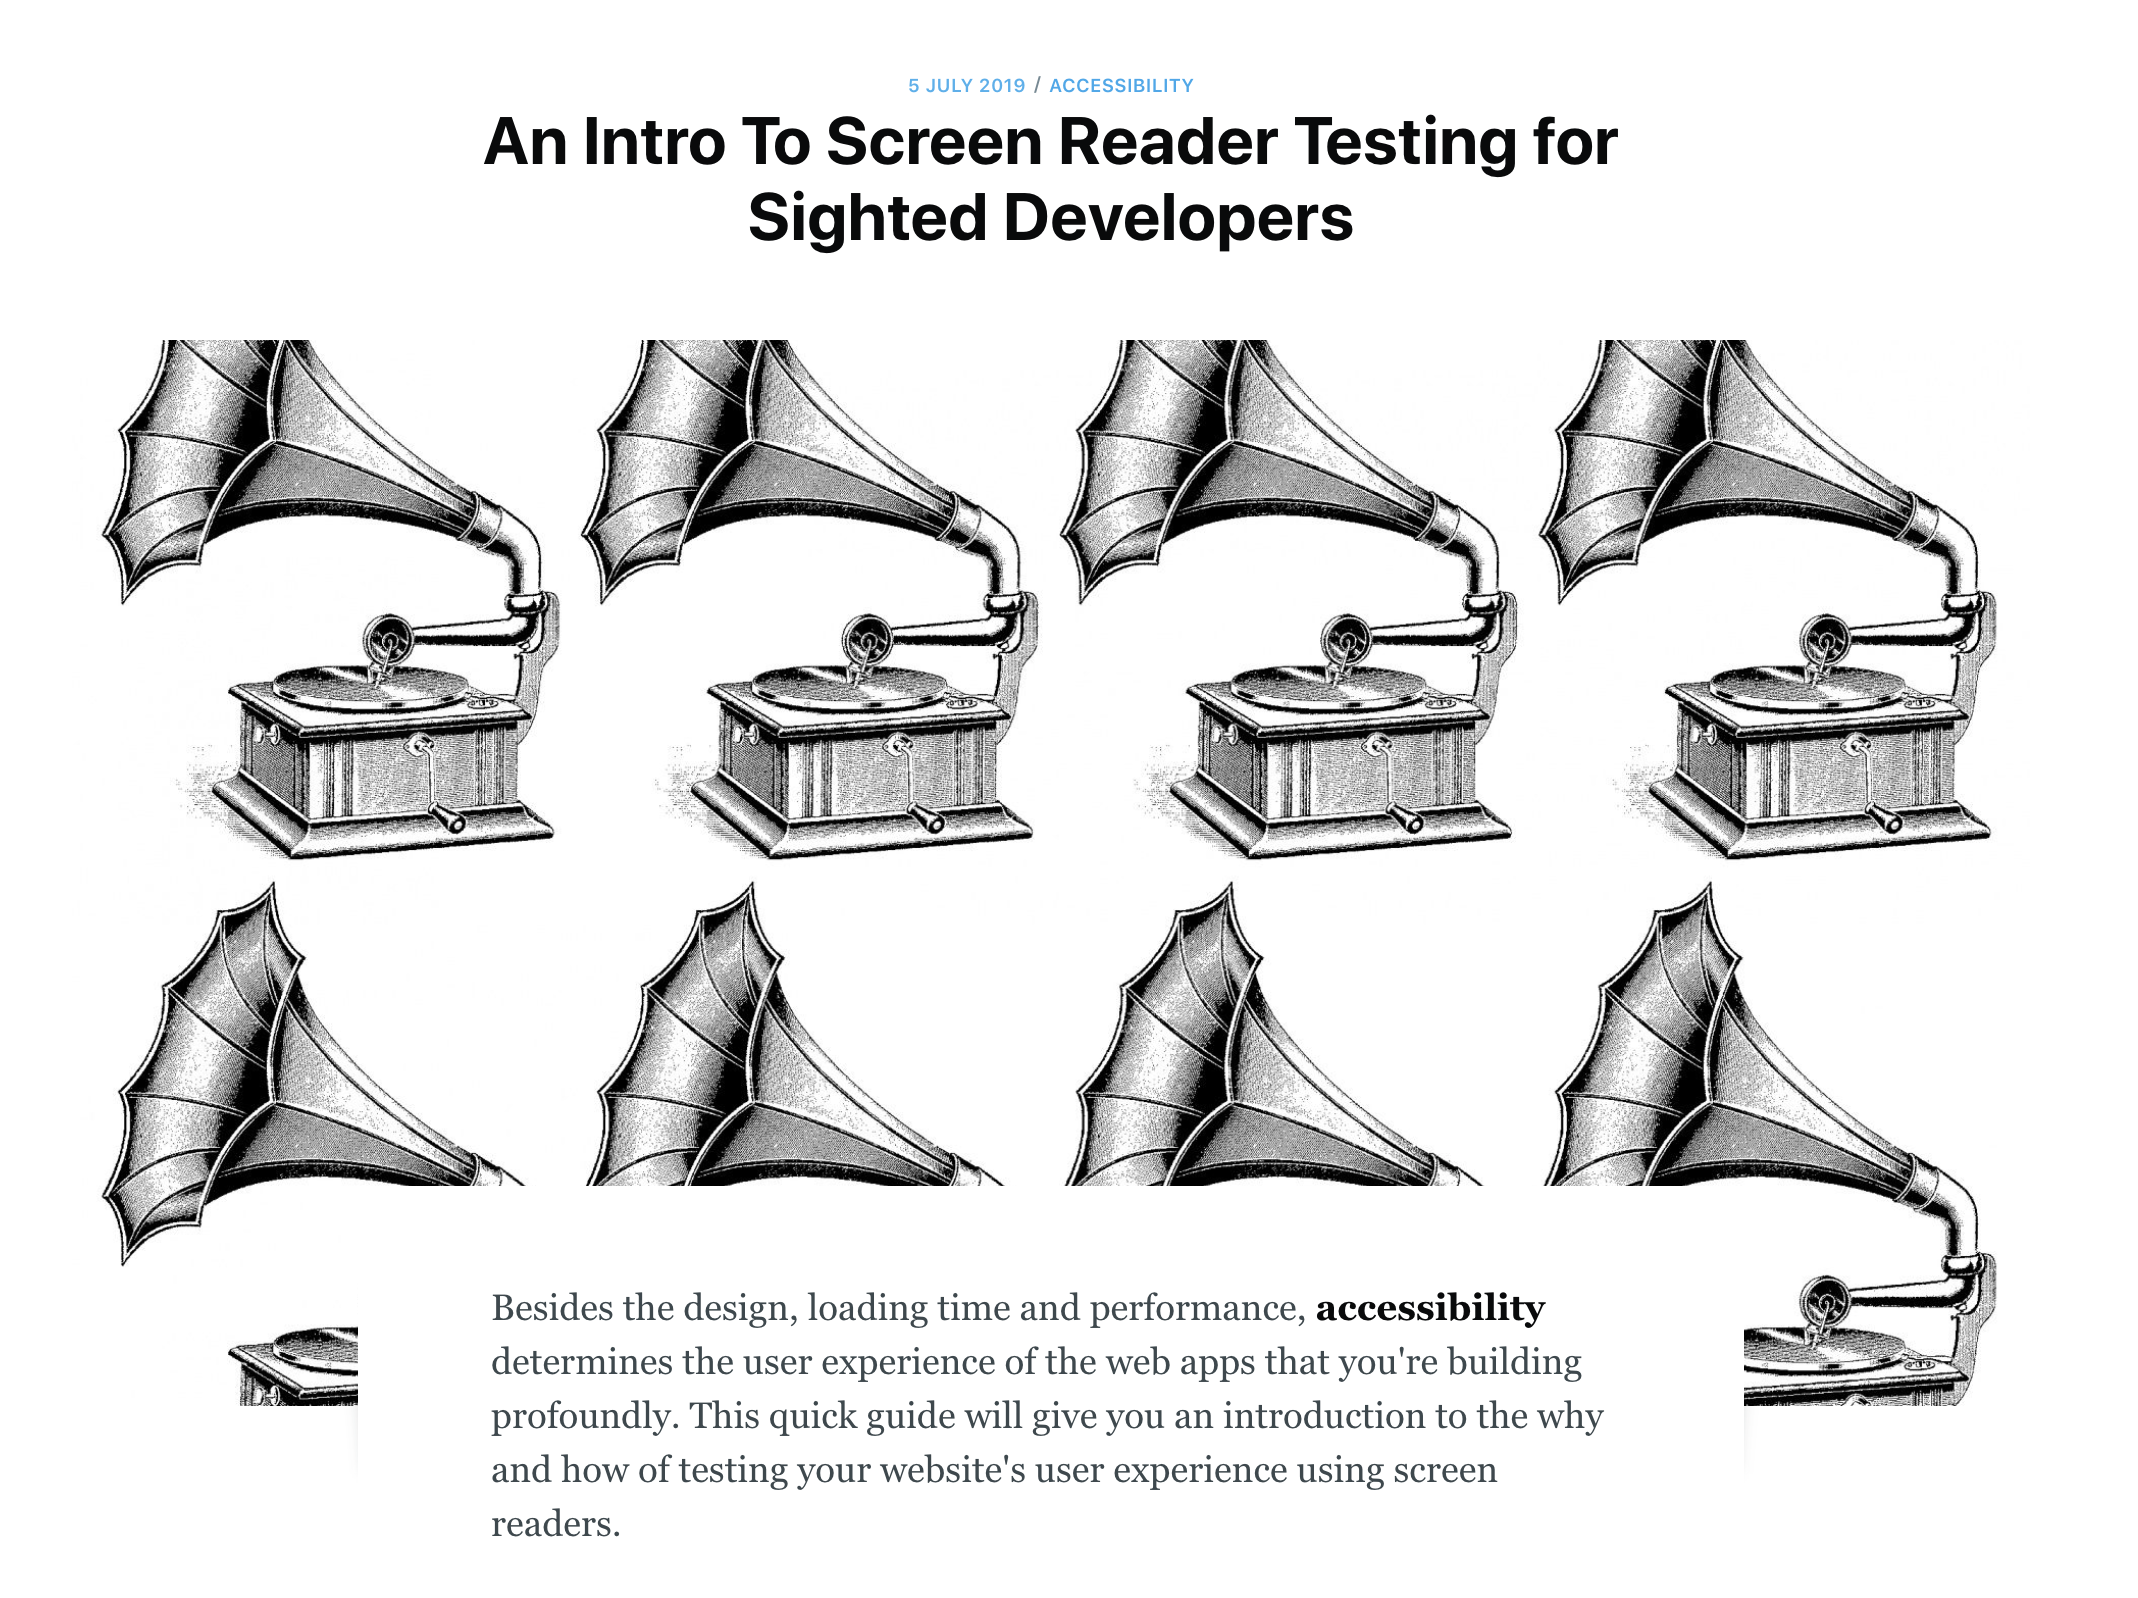 5 JULY 2019 / ACCESSIBILITY
An Intro To Screen Reader Testing for
Sighted Developers
Besides the design, loading time and performance, accessibility
determines the user experience of the web apps that you're building
profoundly. This quick guide will give you an introduction to the why
and how of testing your website's user experience using screen
readers.